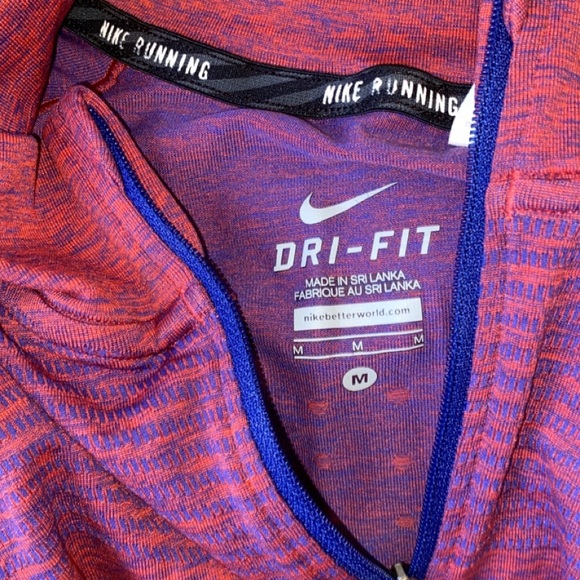 NIKE RUNNING
NIKE RUNNING
DRI-FIT
MADE IN SRI LANKA
FABRIQUE AU SRI LANKA
nikebetterworld.com
M M M
M